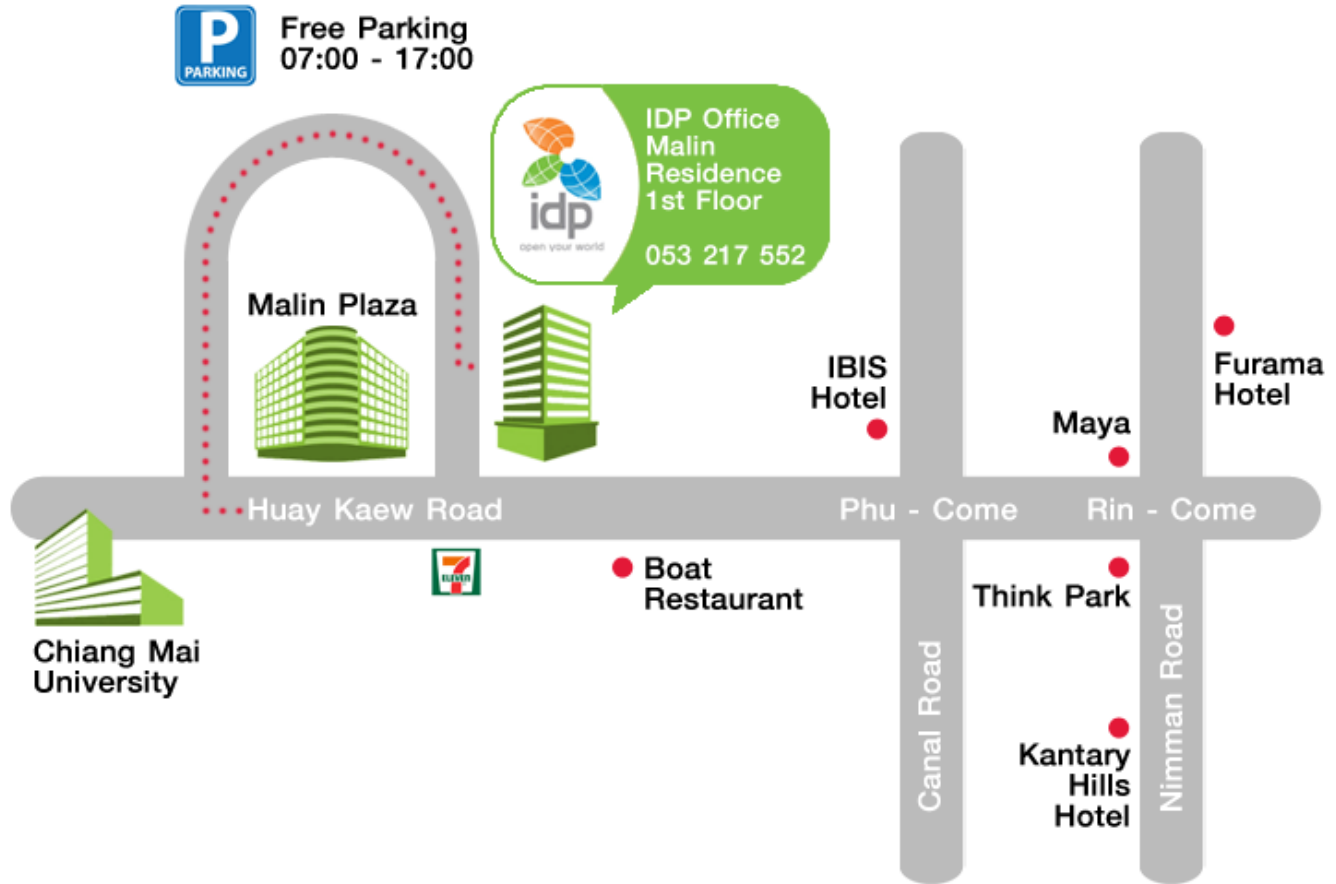 P
PARKING
Free Parking
07:00 - 17:00
idp
open your world
IDP Office
Malin
Residence
1st Floor
053 217 552
Malin Plaza
IBIS
Hotel
Furama
Hotel
Maya
Huay Kaew Road
Phu - Come
Rin - Come
7
ELEVEN
Boat
Restaurant
Think Park
Chiang Mai
University
Canal Road
Nimman Road
Kantary
Hills
Hotel